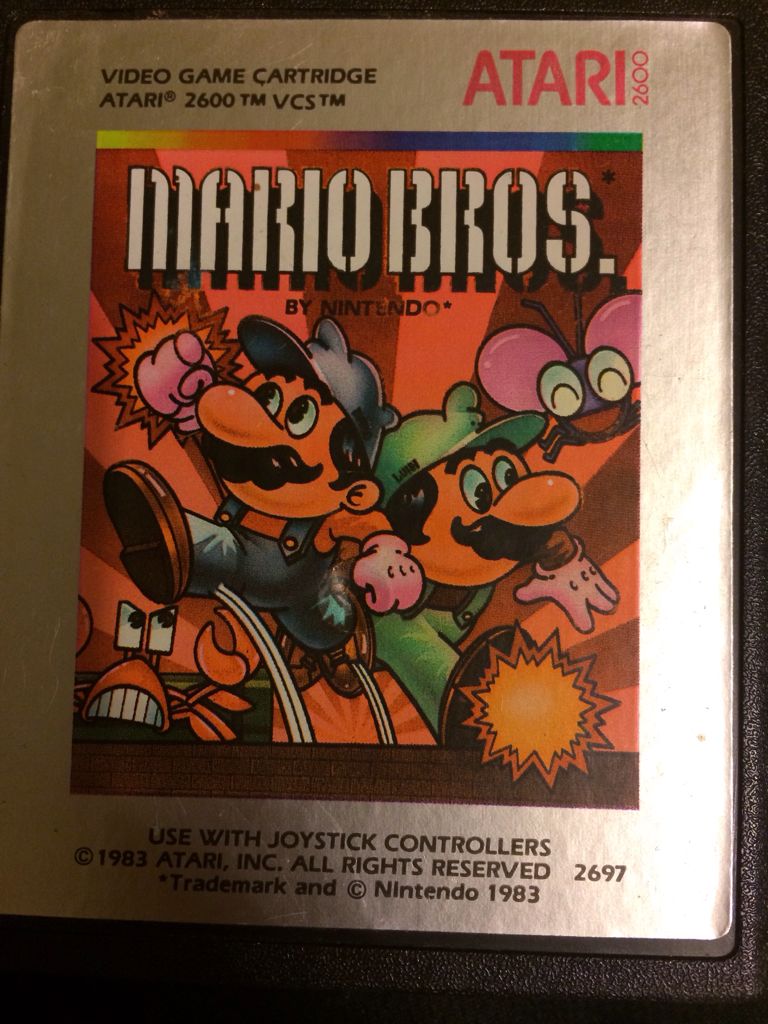 VIDEO GAME CARTRIDGE
ATARI® 2600™ VCS™
ATARI 2600
MARIO BROS.*
BY NINTENDO*
LUIGI
USE WITH JOYSTICK CONTROLLERS
©1983 ATARI, INC. ALL RIGHTS RESERVED 2697
*Trademark and © Nintendo 1983